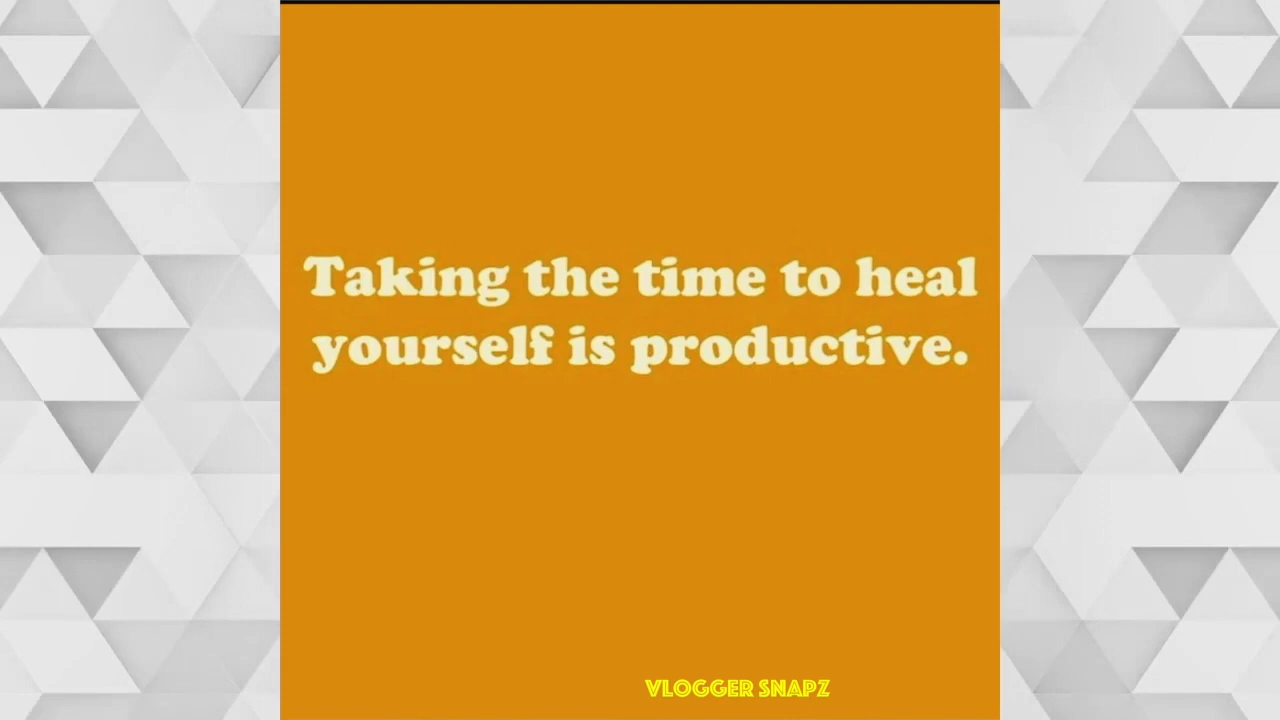 Taking the time to heal
yourself is productive.
VLOGGER SNAPZ